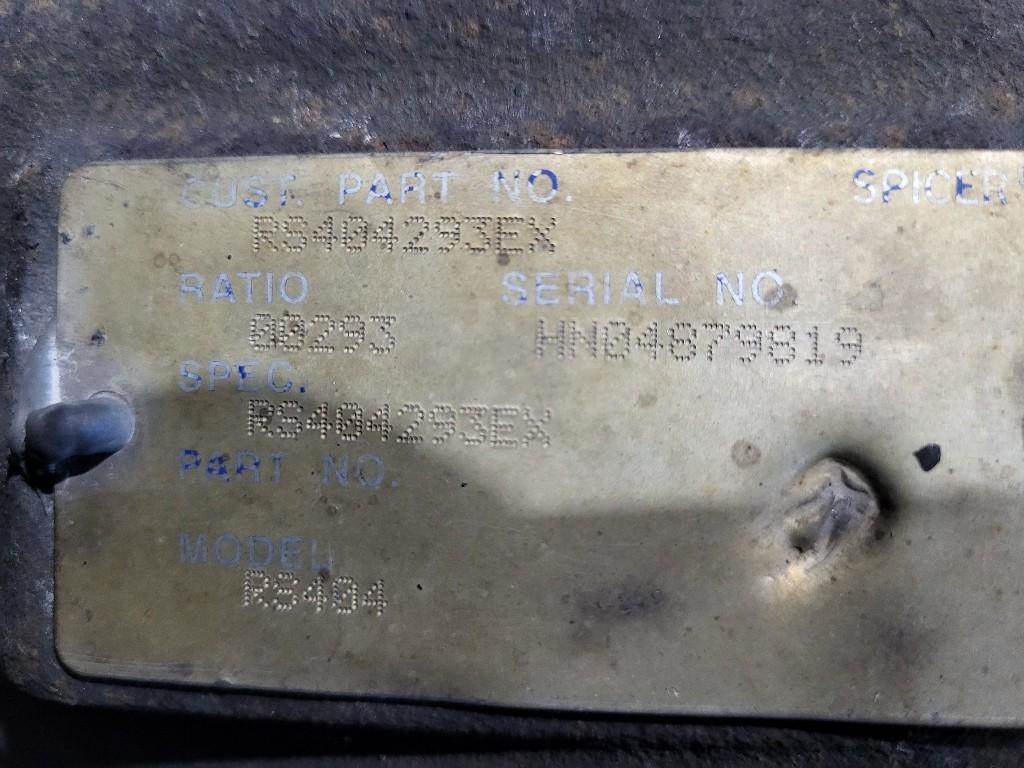 CUST. PART NO. SPICER
RS404293EX
RATIO SERIAL NO.
00293 HN04879819
SPEC.
RS404293EX
PART NO.
MODEL
RS404